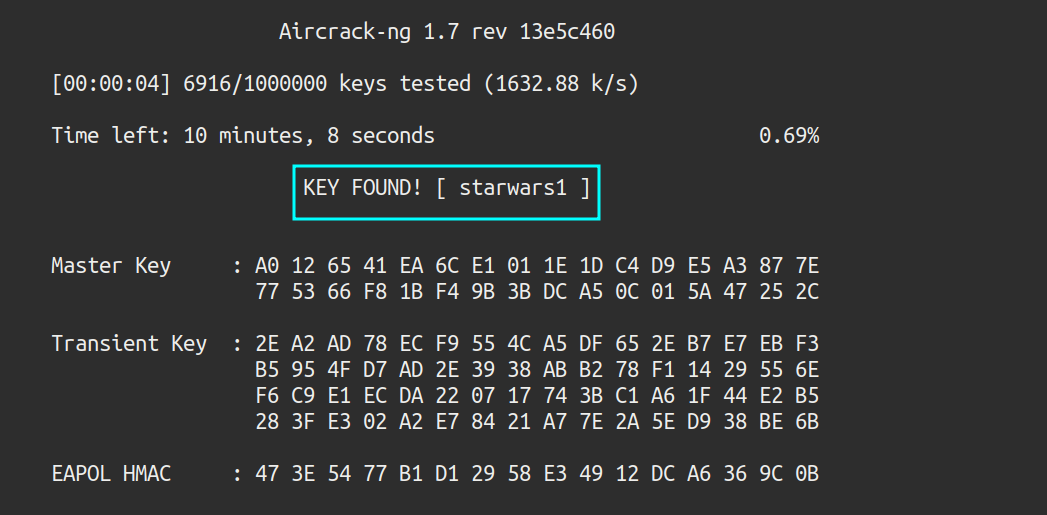 Aircrack-ng 1.7 rev 13e5c460
[00:00:04] 6916/1000000 keys tested (1632.88 k/s)
Time left: 10 minutes, 8 seconds 0.69%
KEY FOUND! [ starwars1 ]
Master Key : A0 12 65 41 EA 6C E1 01 1E 1D C4 D9 E5 A3 87 7E
77 53 66 F8 1B F4 9B 3B DC A5 0C 01 5A 47 25 2C
Transient Key : 2E A2 AD 78 EC F9 55 4C A5 DF 65 2E B7 E7 EB F3
B5 95 4F D7 AD 2E 39 38 AB B2 78 F1 14 29 55 6E
F6 C9 E1 EC DA 22 07 17 74 3B C1 A6 1F 44 E2 B5
28 3F E3 02 A2 E7 84 21 A7 7E 2A 5E D9 38 BE 6B
EAPOL HMAC : 47 3E 54 77 B1 D1 29 58 E3 49 12 DC A6 36 9C 0B